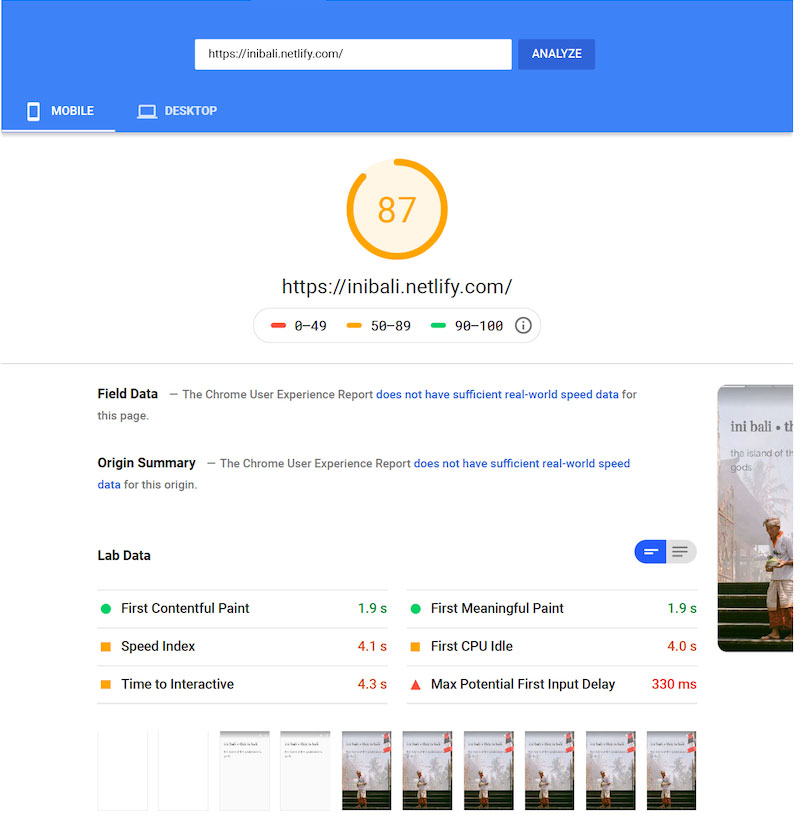 https://inibali.netlify.com/
ANALYZE
MOBILE
DESKTOP
87
https://inibali.netlify.com/
0–49
50–89
90–100
Field Data — The Chrome User Experience Report does not have sufficient real-world speed data for
this page.
Origin Summary — The Chrome User Experience Report does not have sufficient real-world speed
data for this origin.
ini bali • th
the island of th
gods
Lab Data
First Contentful Paint 1.9 s
First Meaningful Paint 1.9 s
Speed Index 4.1 s
First CPU Idle 4.0 s
Time to Interactive 4.3 s
Max Potential First Input Delay 330 ms